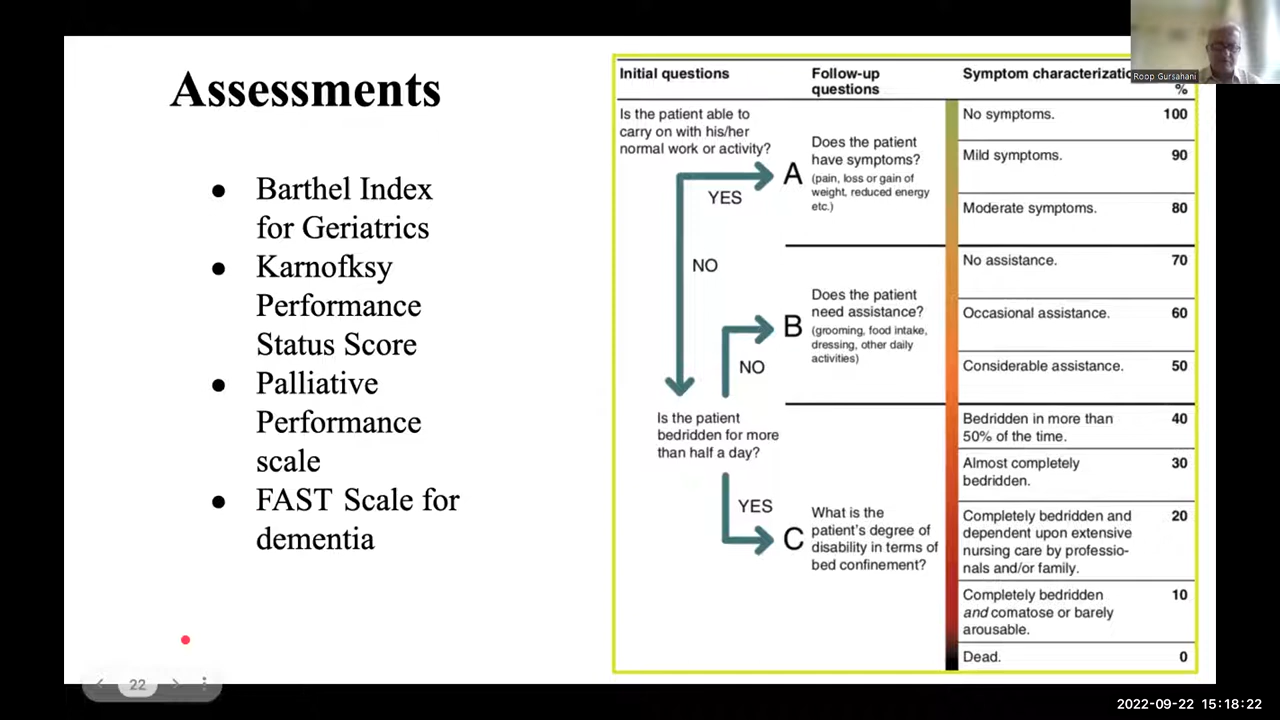 Assessments
● Barthel Index
for Geriatrics
● Karnofksy
Performance
Status Score
● Palliative
Performance
scale
● FAST Scale for
dementia
22
Initial questions
Follow-up
questions
Symptom
%
Is the patient able to
carry on with his/her
normal work or activity?
YES
NO
A
Does the patient
have symptoms?
(pain, loss or gain of
weight, reduced energy
etc.)
No symptoms. 100
Mild symptoms. 90
Moderate symptoms. 80
NO
B
Does the patient
need assistance?
(grooming, food intake,
dressing, other daily
activities)
No assistance. 70
Occasional assistance. 60
Considerable assistance. 50
Is the patient
bedridden for more
than half a day?
YES
C
What is the
patient's degree of
disability in terms of
bed confinement?
Bedridden in more than 40
50% of the time.
Almost completely 30
bedridden.
Completely bedridden and 20
dependent upon extensive
nursing care by professio-
nals and/or family.
Completely bedridden 10
and comatose or barely
arousable.
Dead. 0
Roop Gursahani
2022-09-22 15:18:22